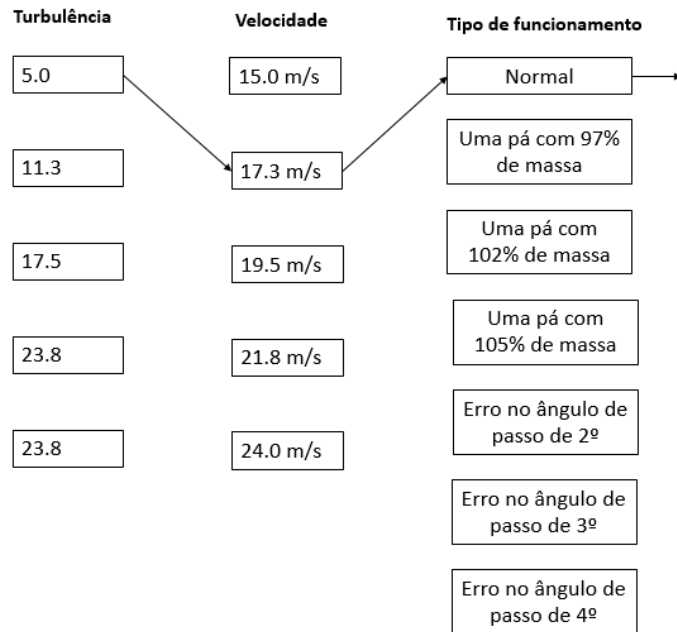 Turbulência
Velocidade
Tipo de funcionamento
5.0
15.0 m/s
Normal
11.3
17.3 m/s
Uma pá com 97%
de massa
17.5
19.5 m/s
Uma pá com
102% de massa
23.8
21.8 m/s
Uma pá com
105% de massa
23.8
24.0 m/s
Erro no ângulo de
passo de 2º
Erro no ângulo de
passo de 3º
Erro no ângulo de
passo de 4º